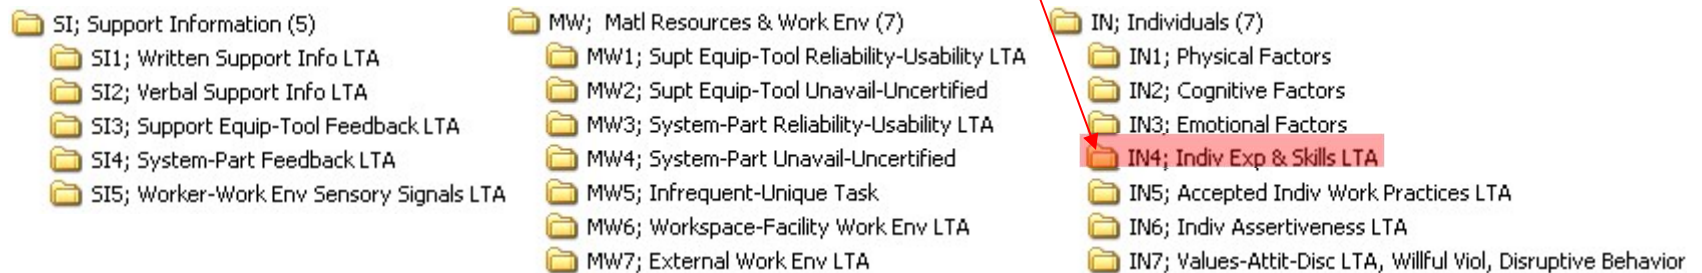 SI; Support Information (5)
SI1; Written Support Info LTA
SI2; Verbal Support Info LTA
SI3; Support Equip-Tool Feedback LTA
SI4; System-Part Feedback LTA
SI5; Worker-Work Env Sensory Signals LTA
MW;  Matl Resources & Work Env (7)
MW1; Supt Equip-Tool Reliability-Usability LTA
MW2; Supt Equip-Tool Unavail-Uncertified
MW3; System-Part Reliability-Usability LTA
MW4; System-Part Unavail-Uncertified
MW5; Infrequent-Unique Task
MW6; Workspace-Facility Work Env LTA
MW7; External Work Env LTA
IN; Individuals (7)
IN1; Physical Factors
IN2; Cognitive Factors
IN3; Emotional Factors
IN4; Indiv Exp & Skills LTA
IN5; Accepted Indiv Work Practices LTA
IN6; Indiv Assertiveness LTA
IN7; Values-Attit-Disc LTA, Willful Viol, Disruptive Behavior